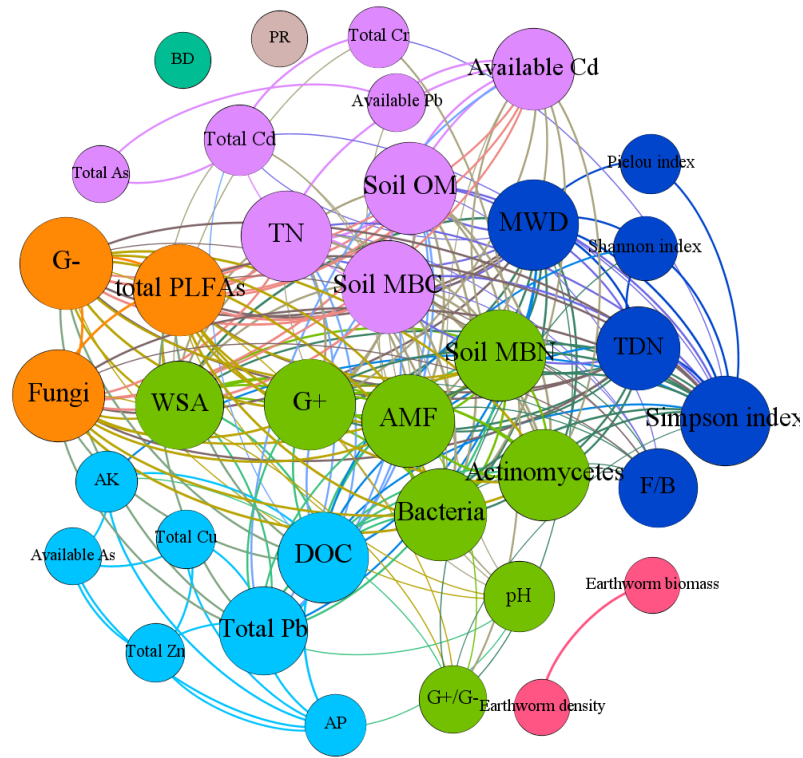 Total Cr
PR
BD
Available Cd
Available Pb
Total Cd
Total As
Pielou index
Soil OM
MWD
TN
Shannon index
G-
total PLFAs
Soil MBC
Soil MBN
TDN
Fungi
WSA
G+
AMF
Simpson index
Actinomycetes
F/B
AK
Bacteria
Total Cu
Available As
DOC
Earthworm biomass
pH
Total Pb
Total Zn
G+/G-
Earthworm density
AP